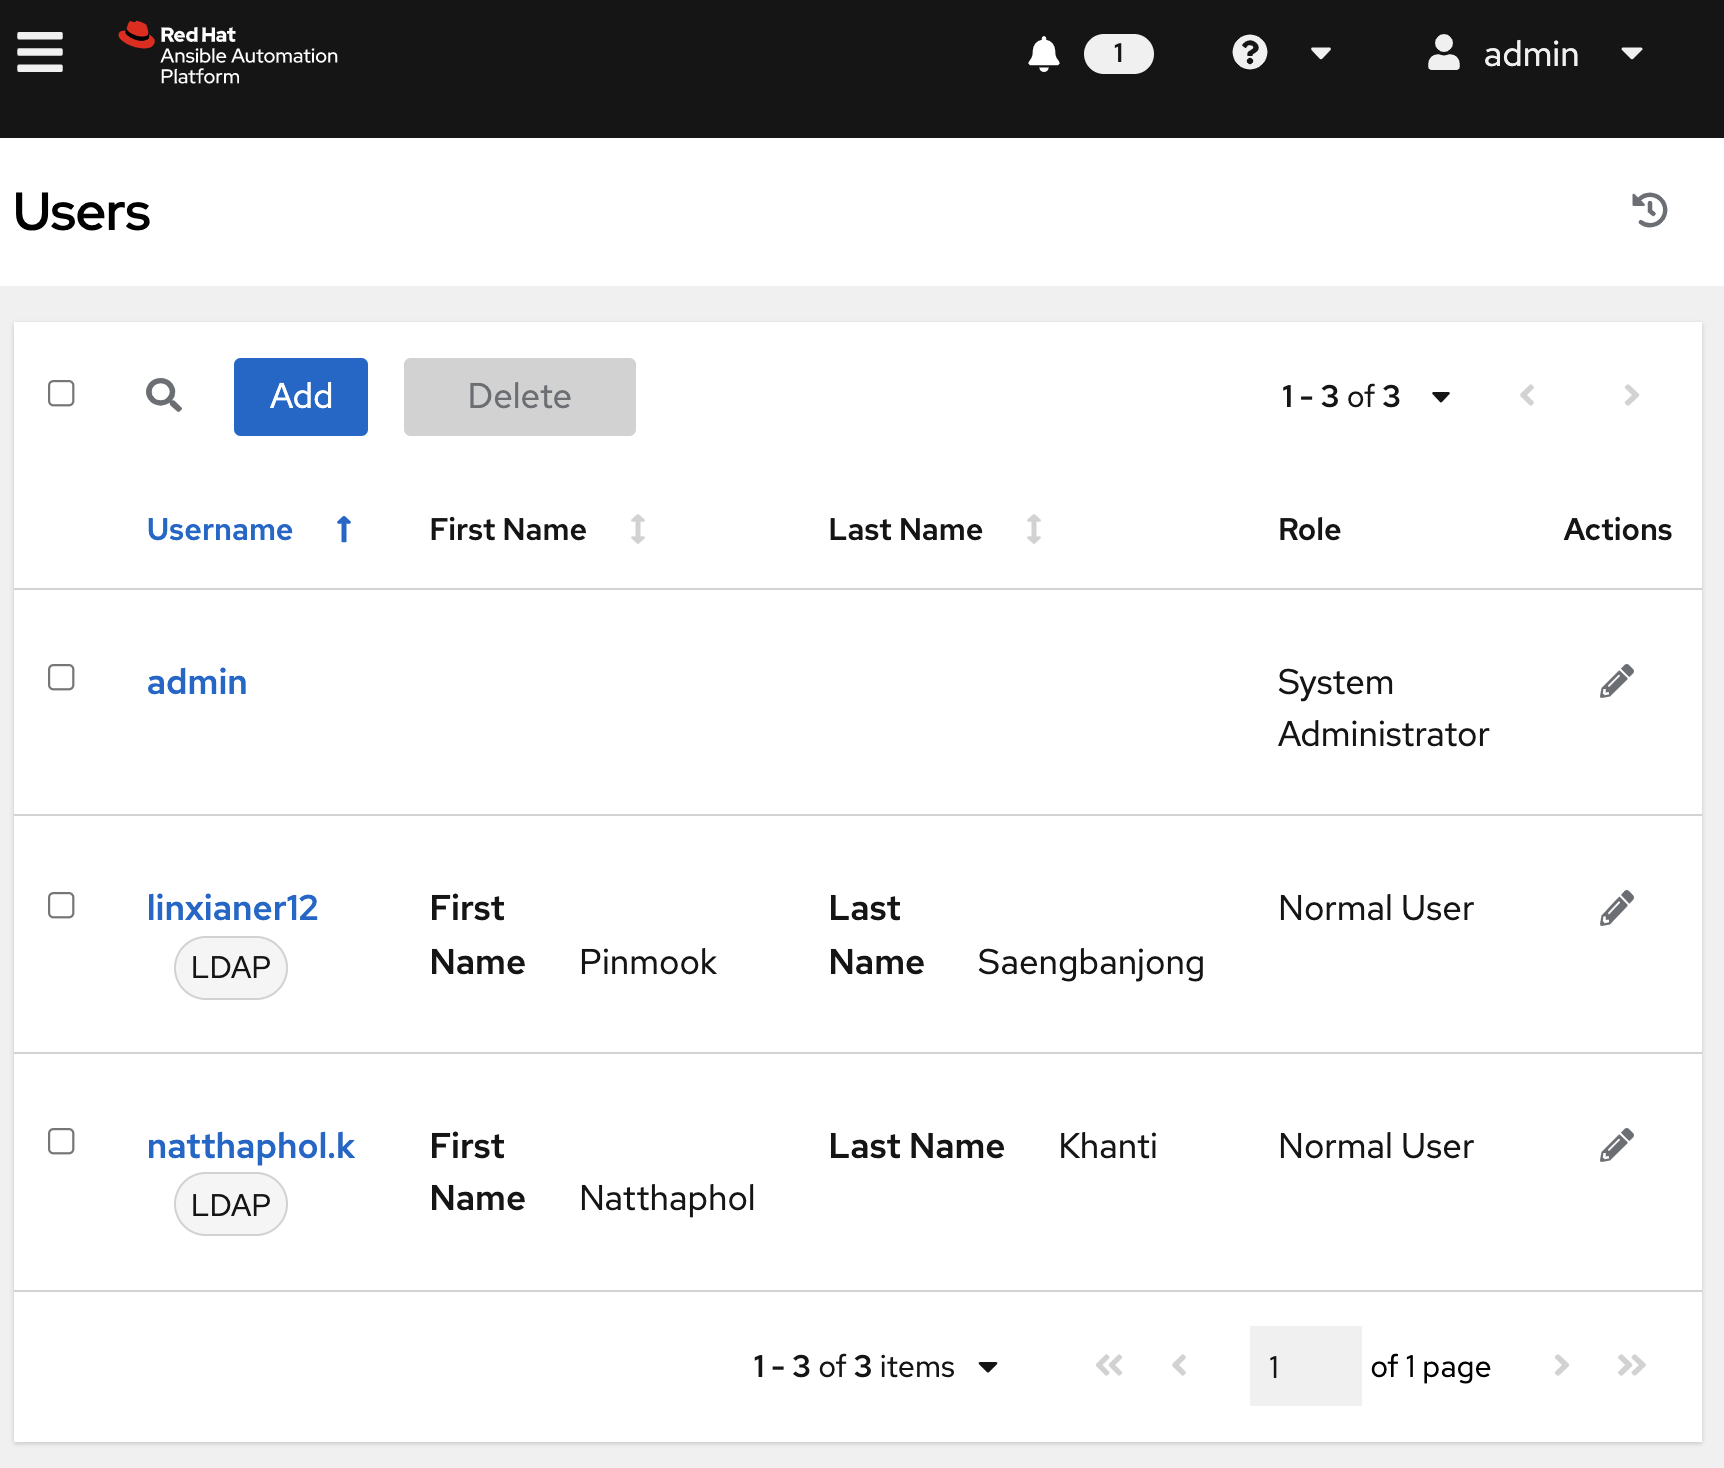 Red Hat
Ansible Automation
Platform
1
admin
Users
Add Delete 1 - 3 of 3
Username First Name Last Name Role Actions
admin System
Administrator
linxianer12 First Last Normal User
LDAP Name Pinmook Name Saengbanjong
natthaphol.k First Last Name Khanti Normal User
LDAP Name Natthaphol
1 - 3 of 3 items 1 of 1 page